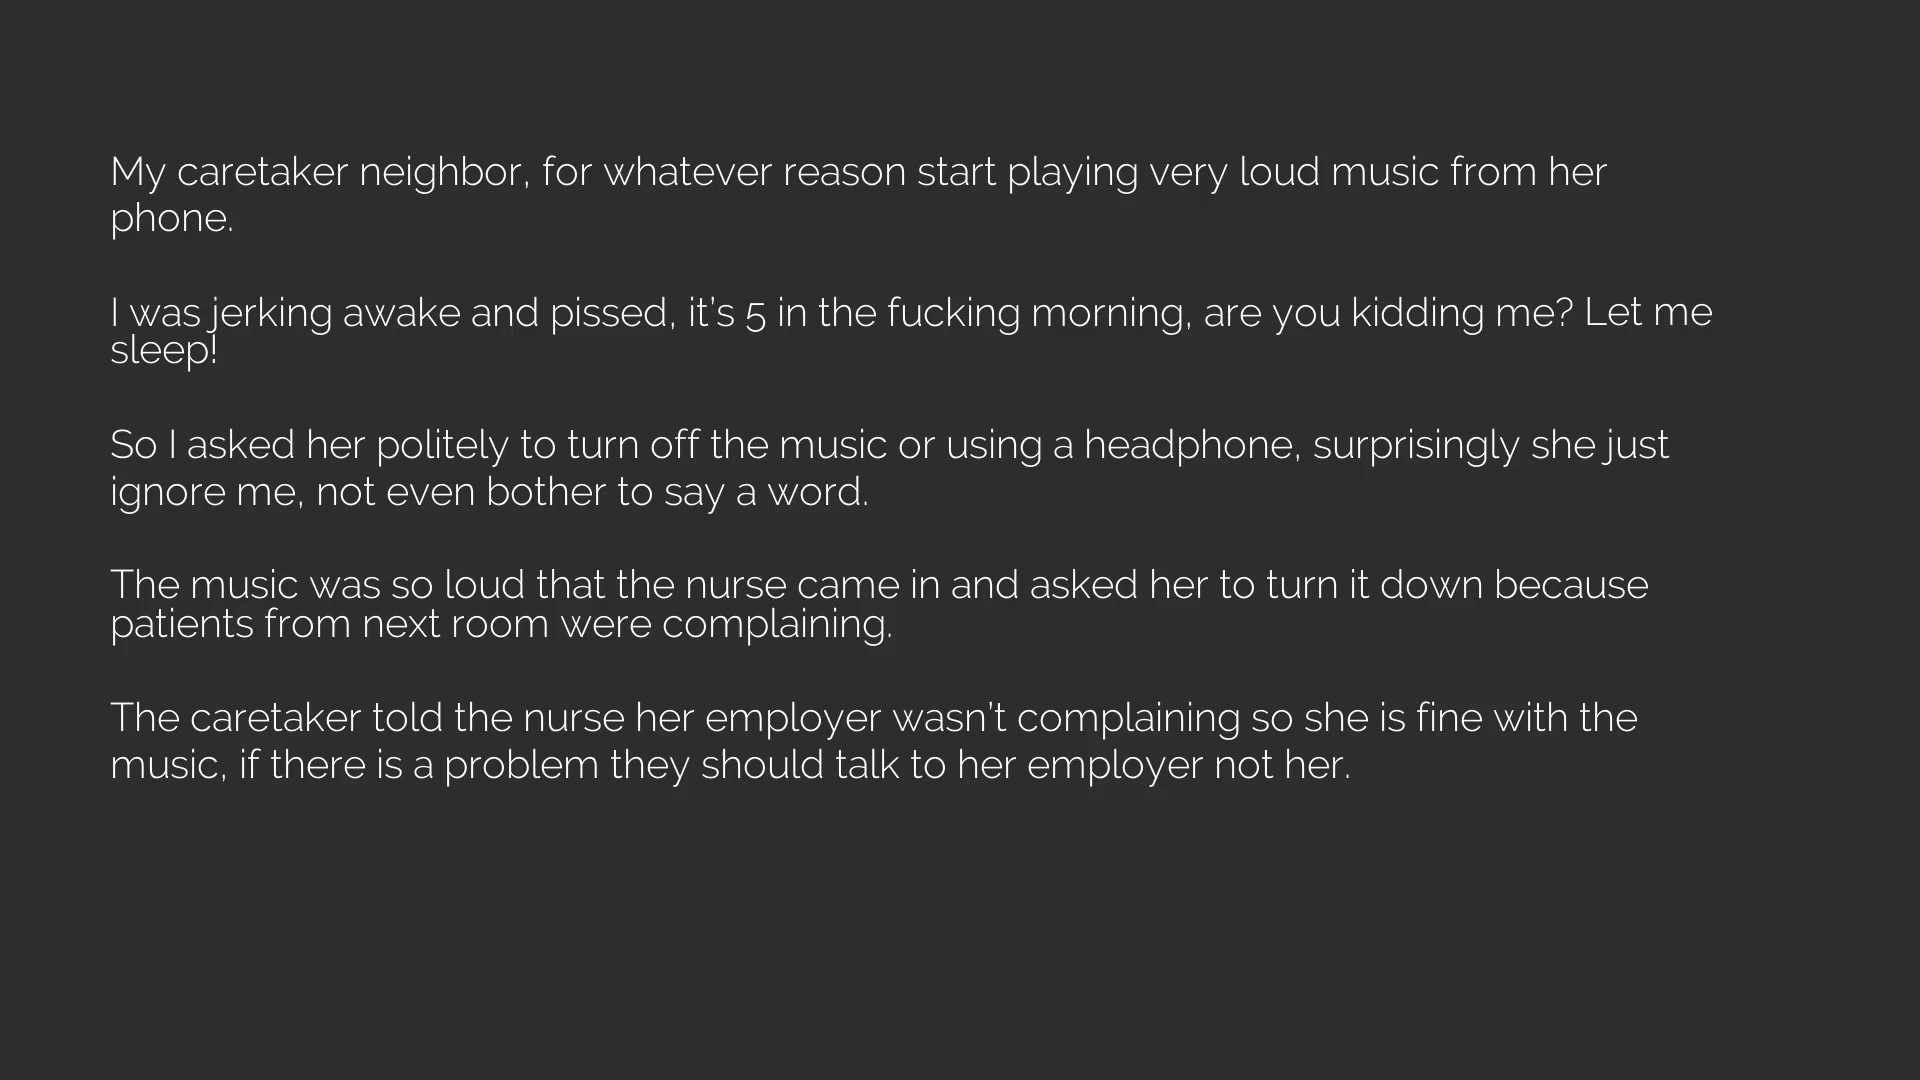 My caretaker neighbor, for whatever reason start playing very loud music from her
phone.
I was jerking awake and pissed, it's 5 in the fucking morning, are you kidding me? Let me
sleep!
So I asked her politely to turn off the music or using a headphone, surprisingly she just
ignore me, not even bother to say a word.
The music was so loud that the nurse came in and asked her to turn it down because
patients from next room were complaining.
The caretaker told the nurse her employer wasn't complaining so she is fine with the
music, if there is a problem they should talk to her employer not her.